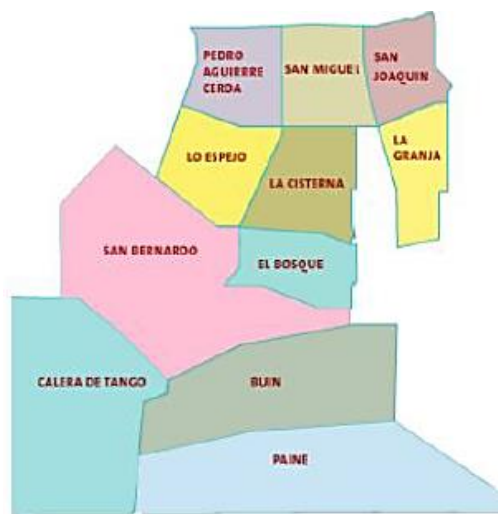 PEDRO
AGUIERRE
CERDA
SAN MIGUEL
SAN
JOAQUIN
LO ESPEJO
LA CISTERNA
LA
GRANJA
SAN BERNARDO
EL BOSQUE
CALERA DE TANGO
BUIN
PAINE